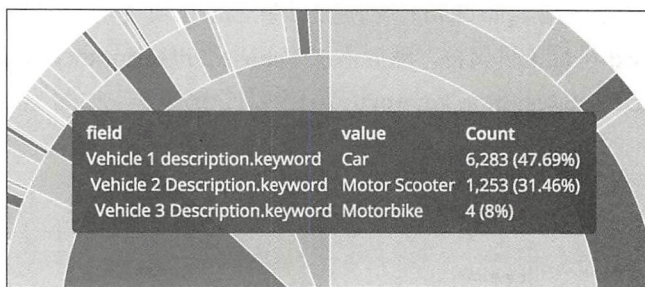 field value Count
Vehicle 1 description.keyword Car 6,283 (47.69%)
Vehicle 2 Description.keyword Motor Scooter 1,253 (31.46%)
Vehicle 3 Description.keyword Motorbike 4 (8%)